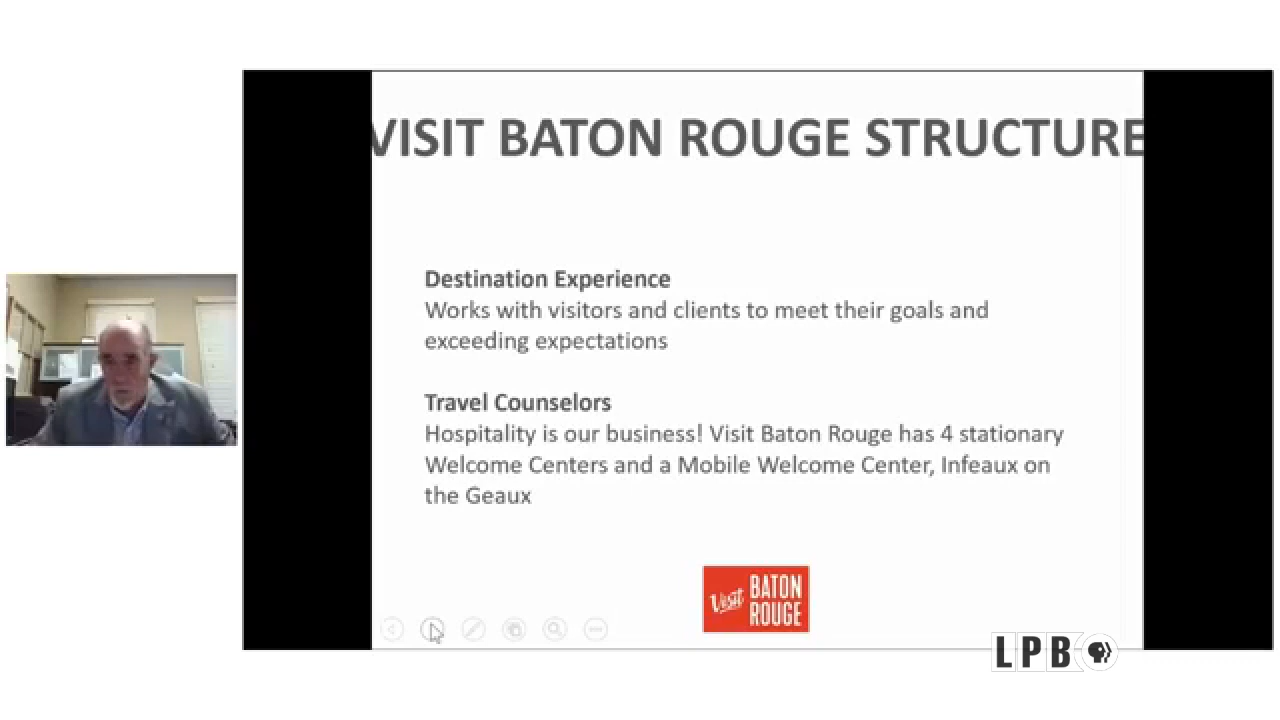 VISIT BATON ROUGE STRUCTURE
Destination Experience
Works with visitors and clients to meet their goals and
exceeding expectations
Travel Counselors
Hospitality is our business! Visit Baton Rouge has 4 stationary
Welcome Centers and a Mobile Welcome Center, Infeaux on
the Geaux
Visit BATON
ROUGE
LPB